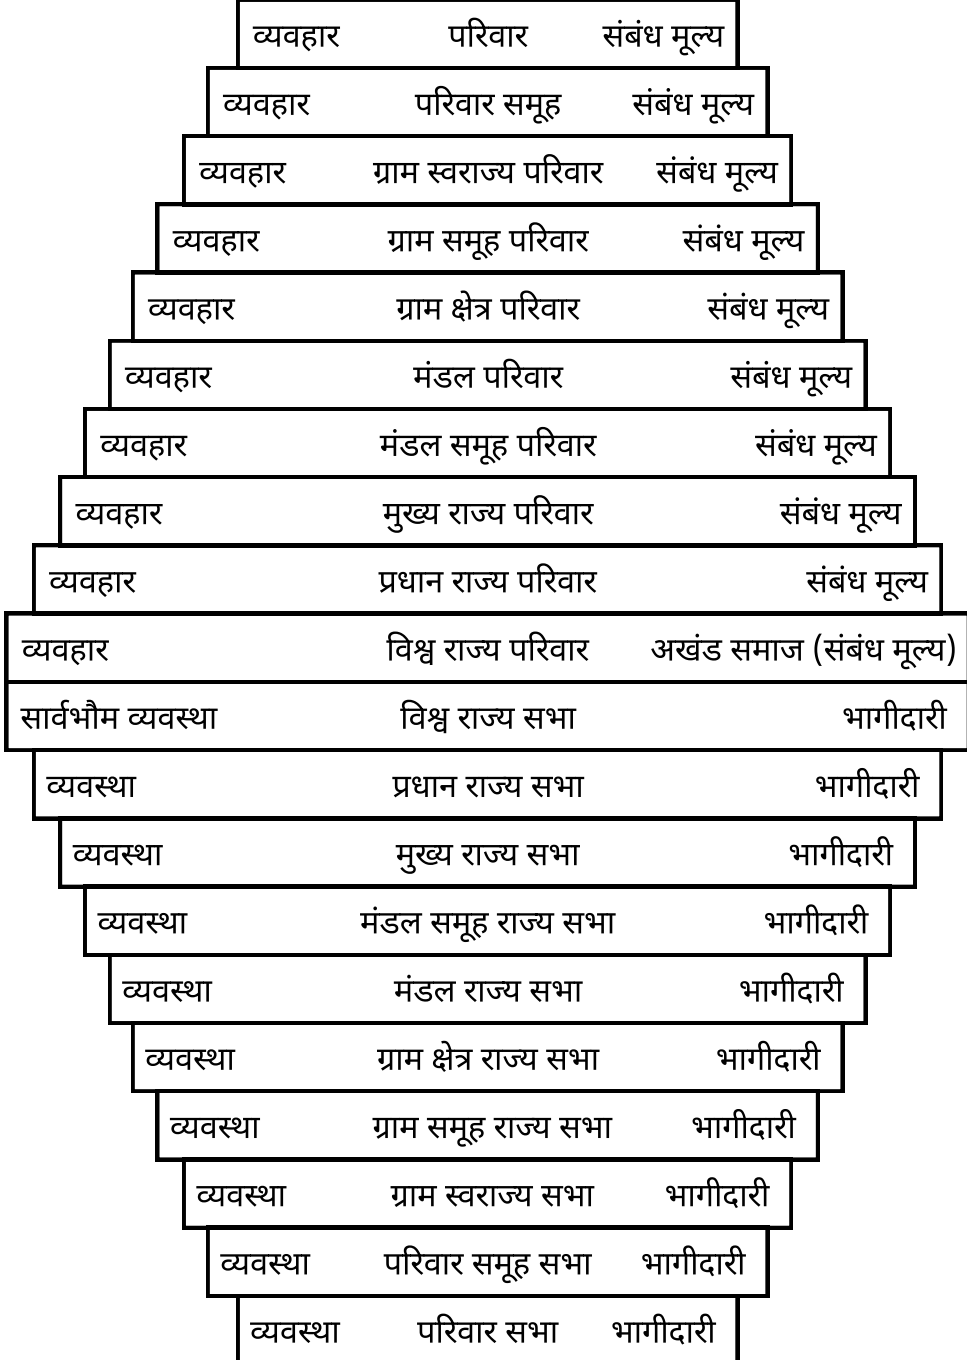 व्यवहार परिवार संबंध मूल्य
व्यवहार परिवार समूह संबंध मूल्य
व्यवहार ग्राम स्वराज्य परिवार संबंध मूल्य
व्यवहार ग्राम समूह परिवार संबंध मूल्य
व्यवहार ग्राम क्षेत्र परिवार संबंध मूल्य
व्यवहार मंडल परिवार संबंध मूल्य
व्यवहार मंडल समूह परिवार संबंध मूल्य
व्यवहार मुख्य राज्य परिवार संबंध मूल्य
व्यवहार प्रधान राज्य परिवार संबंध मूल्य
व्यवहार विश्व राज्य परिवार अखंड समाज (संबंध मूल्य)
सार्वभौम व्यवस्था विश्व राज्य सभा भागीदारी
व्यवस्था प्रधान राज्य सभा भागीदारी
व्यवस्था मुख्य राज्य सभा भागीदारी
व्यवस्था मंडल समूह राज्य सभा भागीदारी
व्यवस्था मंडल राज्य सभा भागीदारी
व्यवस्था ग्राम क्षेत्र राज्य सभा भागीदारी
व्यवस्था ग्राम समूह राज्य सभा भागीदारी
व्यवस्था ग्राम स्वराज्य सभा भागीदारी
व्यवस्था परिवार समूह सभा भागीदारी
व्यवस्था परिवार सभा भागीदारी